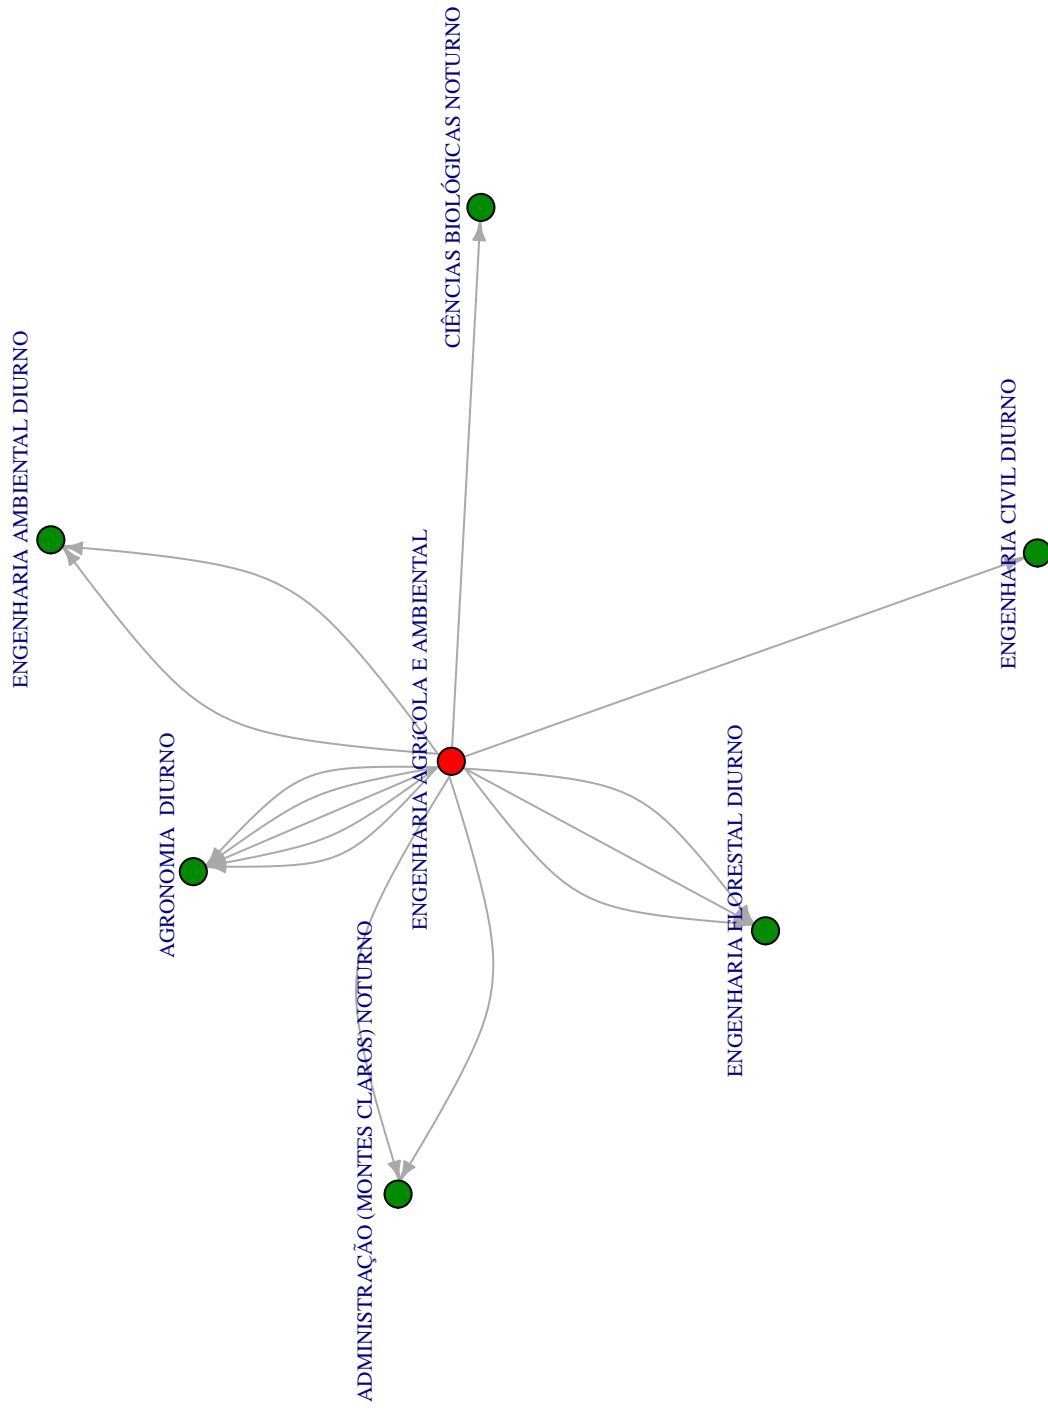 CIÊNCIAS BIOLÓGICAS NOTURNO
ENGENHARIA AMBIENTAL DIURNO
ENGENHARIA CIVIL DIURNO
ENGENHARIA AGRíCOLA E AMBIENTAL
AGRONOMIA  DIURNO
ENGENHARIA FLORESTAL DIURNO
ADMINISTRAÇÃO (MONTES CLAROS) NOTURNO